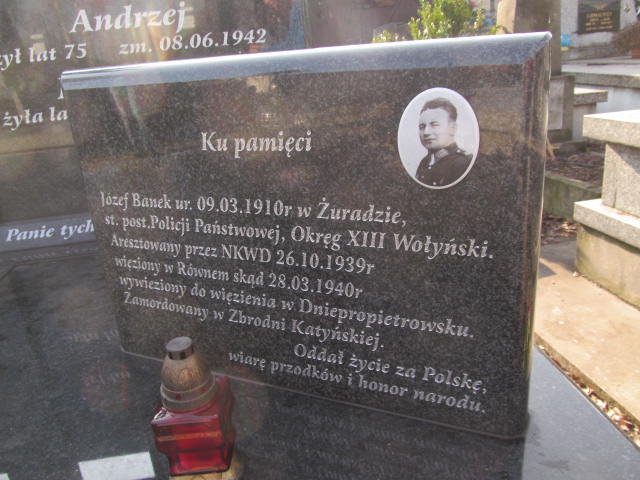 Andrzej
żył lat 75 zm. 08.06.1942
żyła la
Panie tych
Ku pamięci
Józef Banek ur. 09.03.1910r w Żuradzie,
st. post.Policji Państwowej, Okręg XIII Wołyński.
Aresztowany przez NKWD 26.10.1939r
więziony w Równem skąd 28.03.1940r
wywieziony do więzienia w Dniepropietrowsku.
Zamordowany w Zbrodni Katyńskiej.
Oddał życie za Polskę,
wiarę przodków i honor narodu.